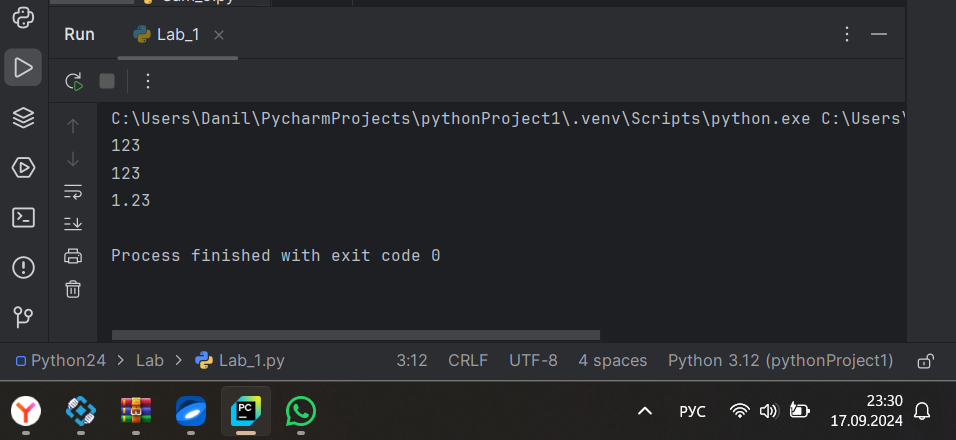 Run Lab_1
C:\Users\Danil\PycharmProjects\pythonProject1\.venv\Scripts\python.exe C:\Users\
123
123
1.23
Process finished with exit code 0
Python24 > Lab > Lab_1.py 3:12 CRLF UTF-8 4 spaces Python 3.12 (pythonProject1)
PC РУС 23:30
17.09.2024